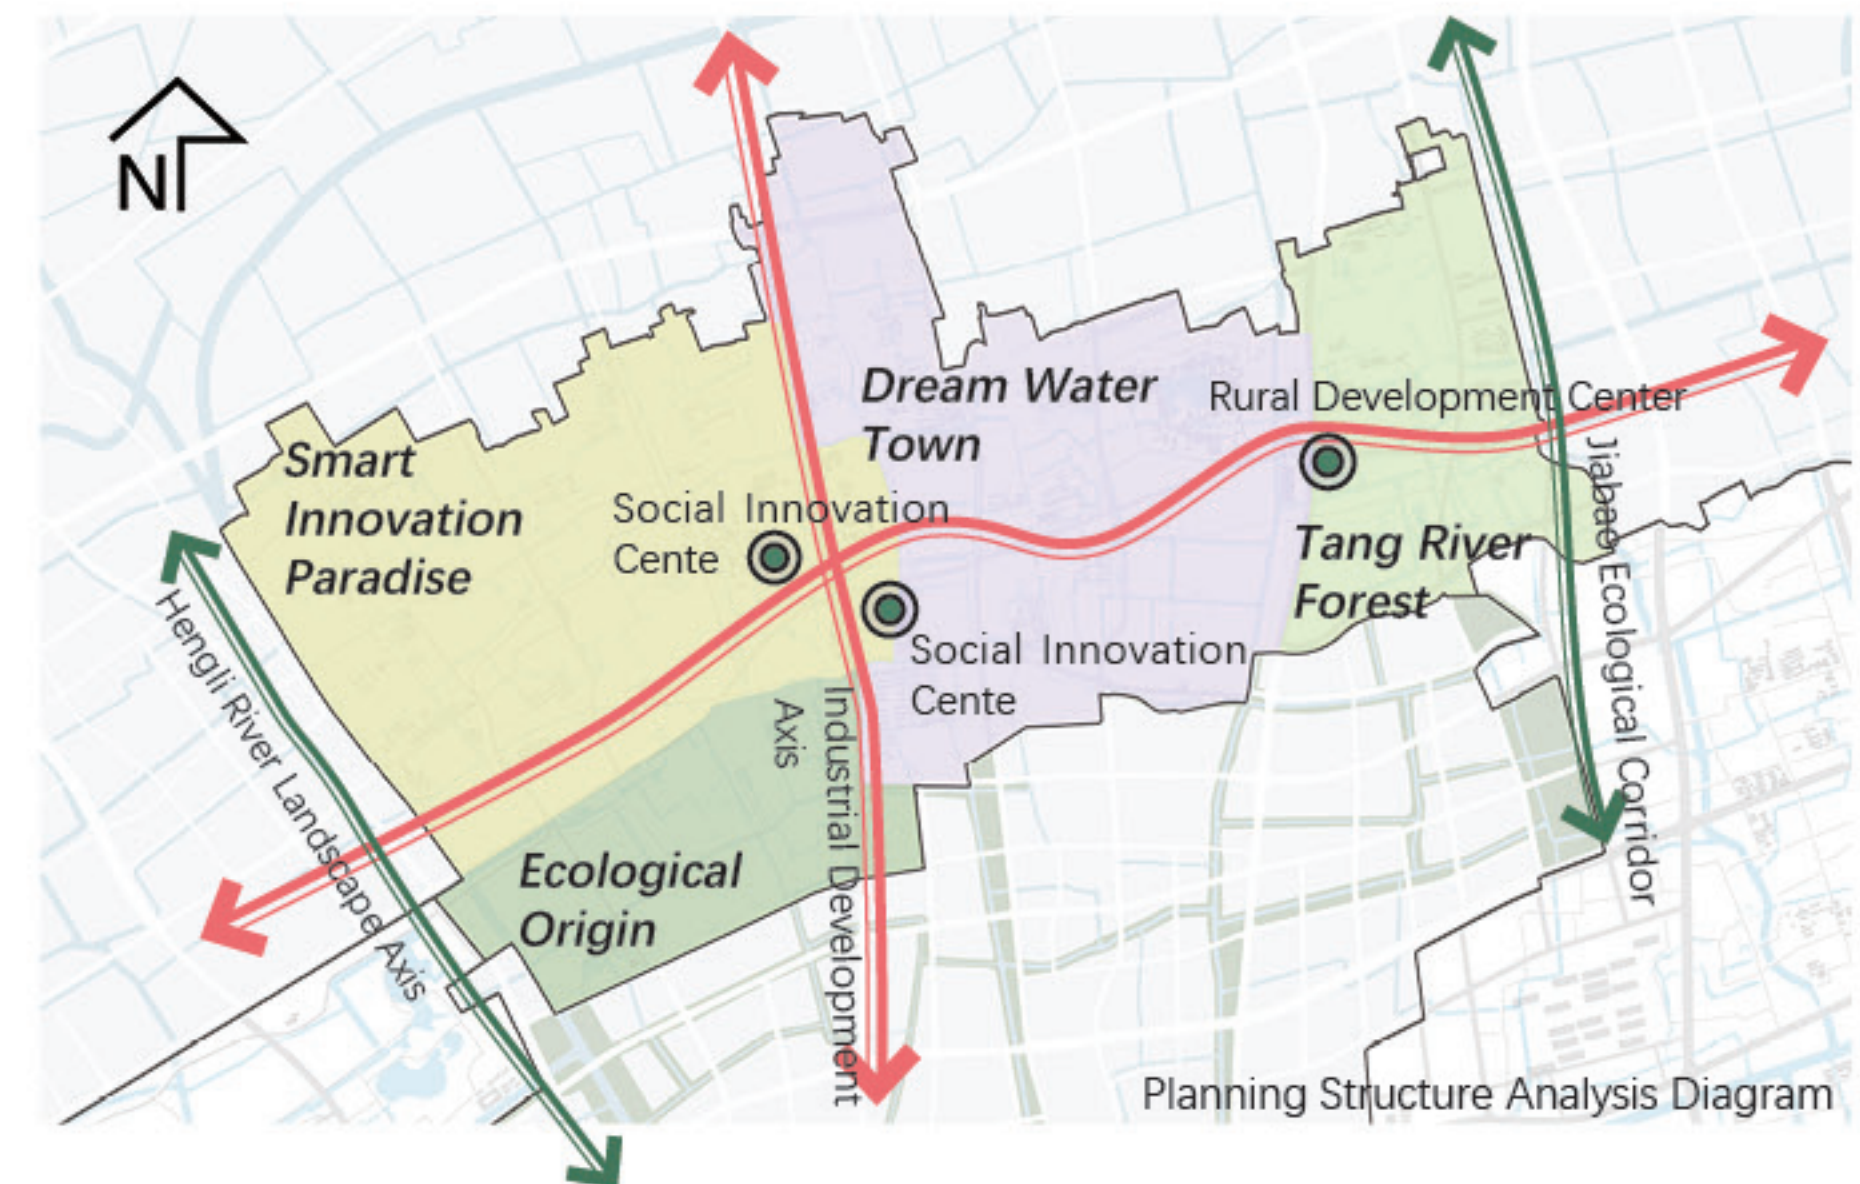 N
Smart
Innovation
Paradise
Dream Water
Town
Rural Development Center
Social Innovation
Cente
Tang River
Forest
Social Innovation
Cente
Hengli River Landscape Axis
Industrial Development
Axis
Jiabao Ecological Corridor
Ecological
Origin
Planning Structure Analysis Diagram